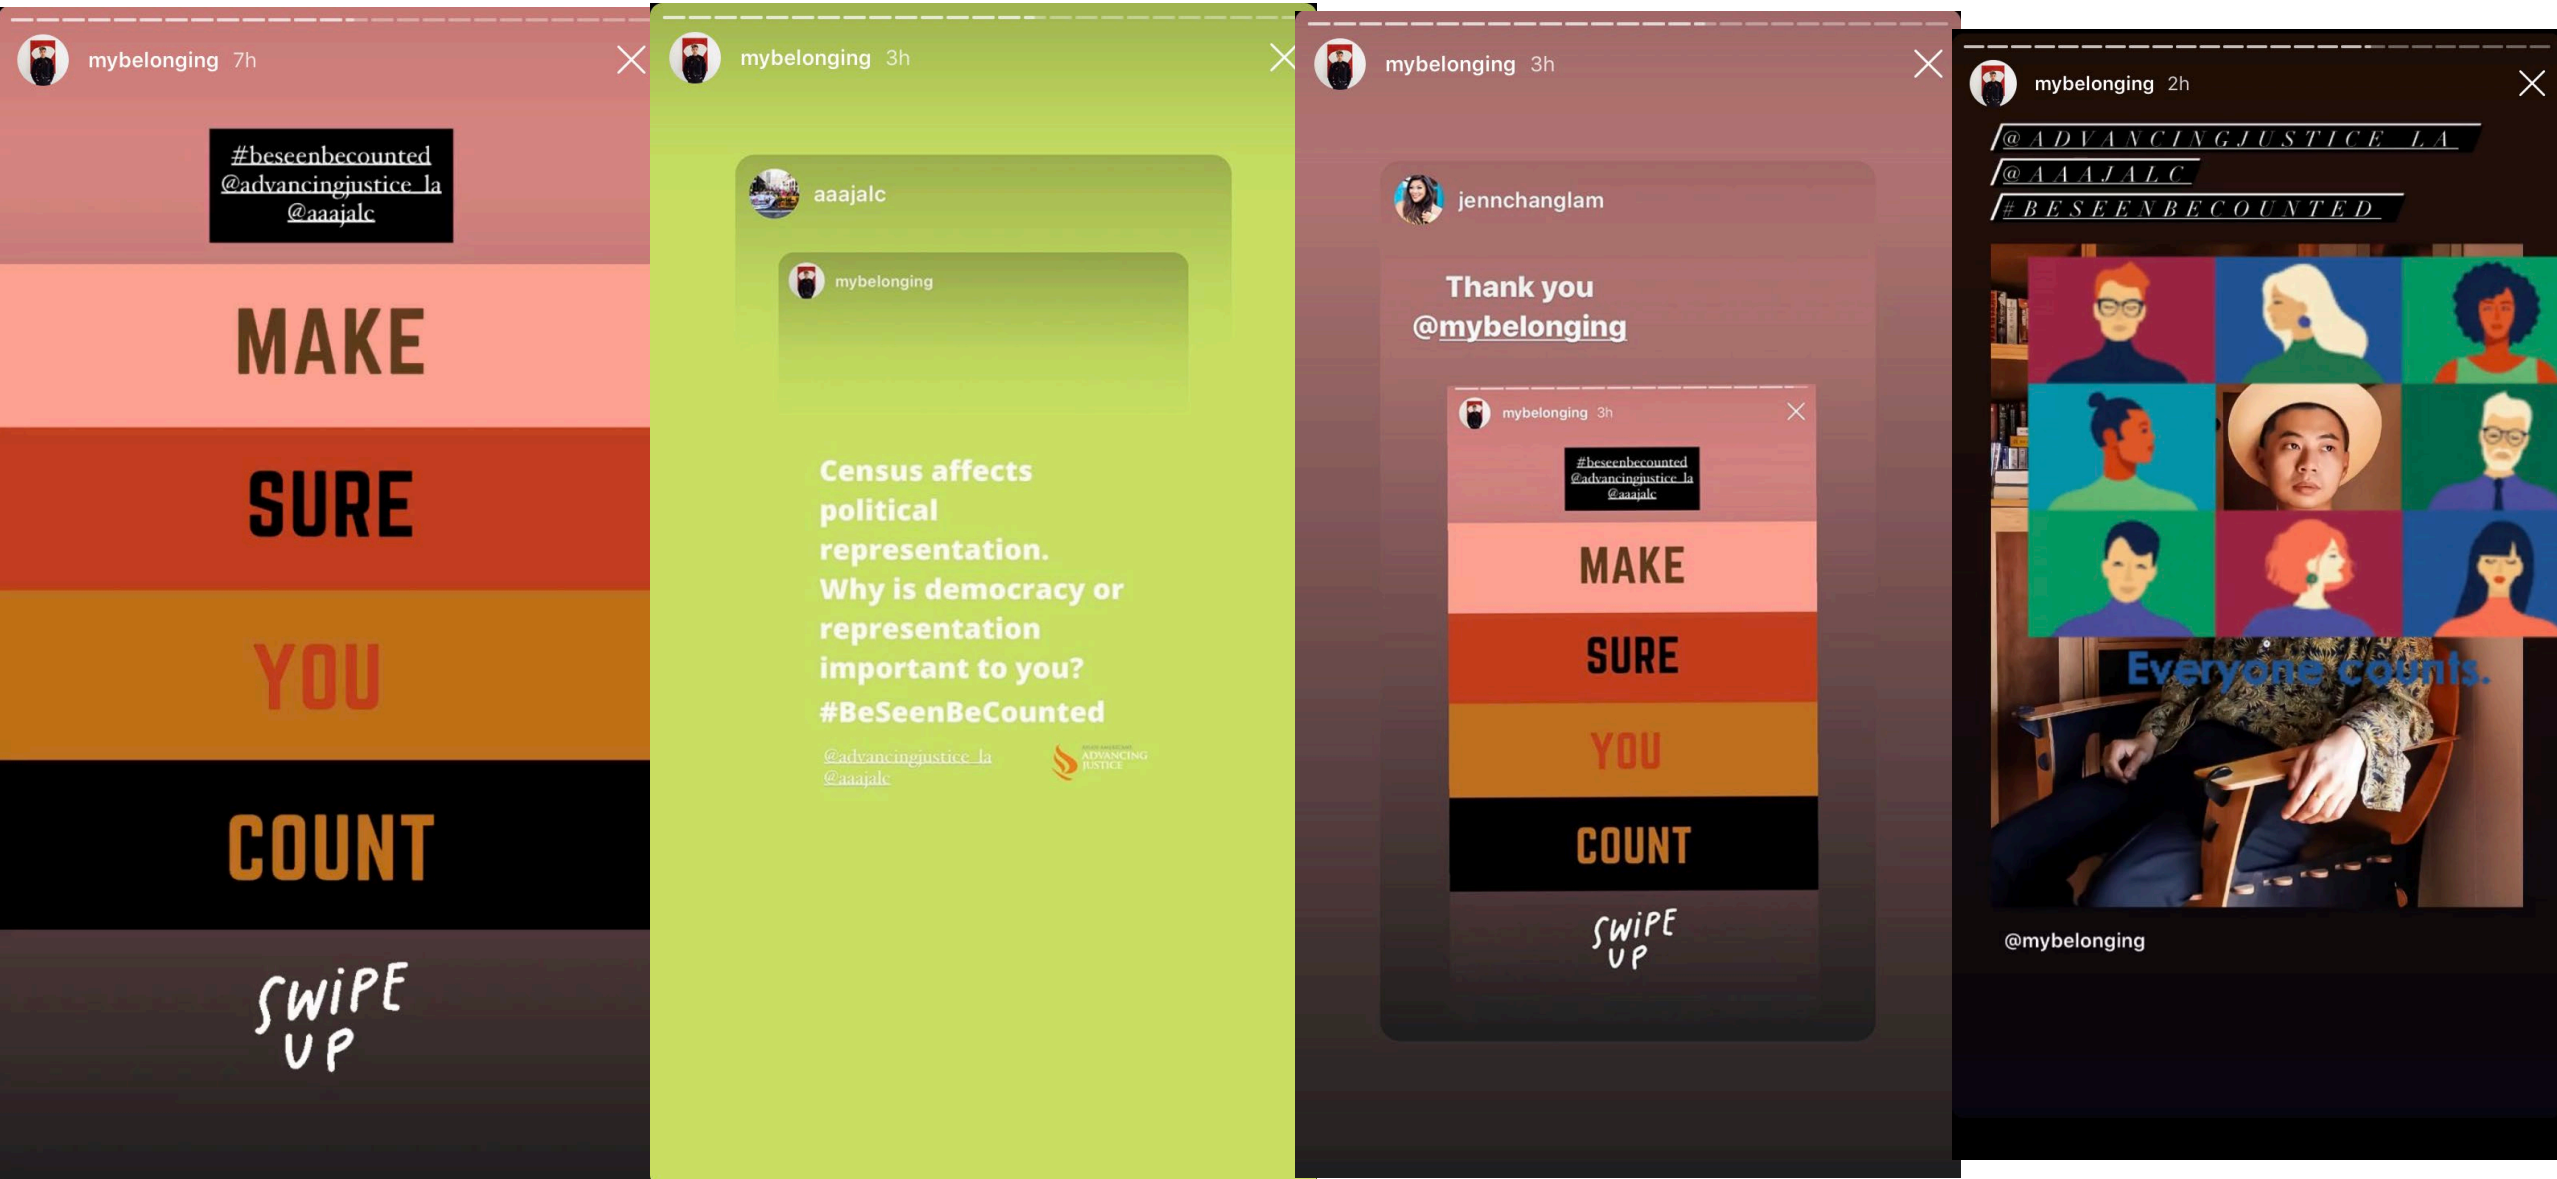 mybelonging 7h
#beseenbecounted
@advancingjustice_la
@aaajalc
MAKE
SURE
YOU
COUNT
SWIPE
UP
mybelonging 3h
aaajalc
mybelonging
Census affects
political
representation.
Why is democracy or
representation
important to you?
#BeSeenBeCounted
@advancingjustice_la
@aaajalc
ADVANCING
JUSTICE
mybelonging 3h
jennchanglam
Thank you
@mybelonging
mybelonging 3h
#beseenbecounted
@advancingjustice_la
@aaajalc
MAKE
SURE
YOU
COUNT
SWIPE
UP
mybelonging 2h
@ADVANCINGJUSTICE_LA
@AAAJALC
#BESEENBECOUNTED
Everyone counts.
@mybelonging